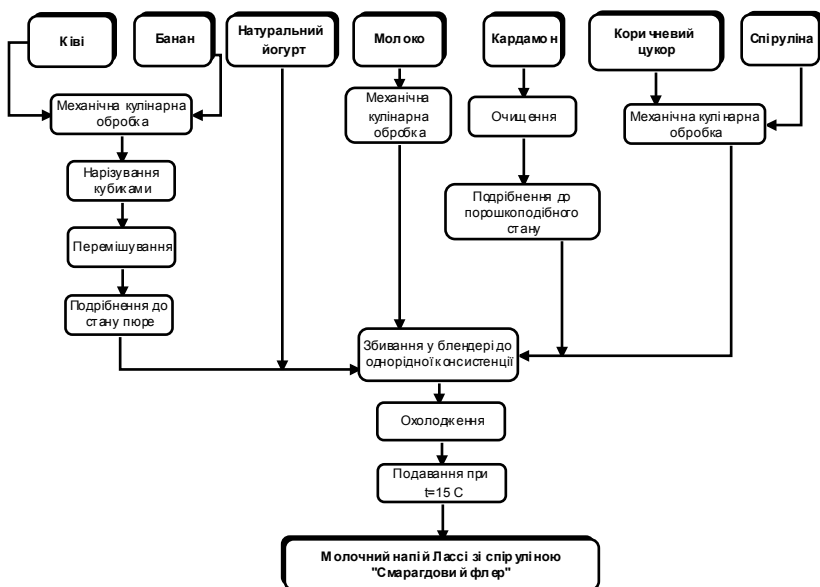 Ківі
Банан
Натуральний
йогурт
Молоко
Кардамон
Коричневий
цукор
Спіруліна
Механічна кулінарна
обробка
Механічна
кулінарна
обробка
Очищення
Механічна кулінарна
обробка
Нарізування
кубиками
Подрібнення до
порошкоподібного
стану
Перемішування
Подрібнення до
стану пюре
Збивання у блендері до
однорідної консистенції
Охолодження
Подавання при
t=15 С
Молочний напій Лассі зі спіруліною
"Смарагдовий флер"